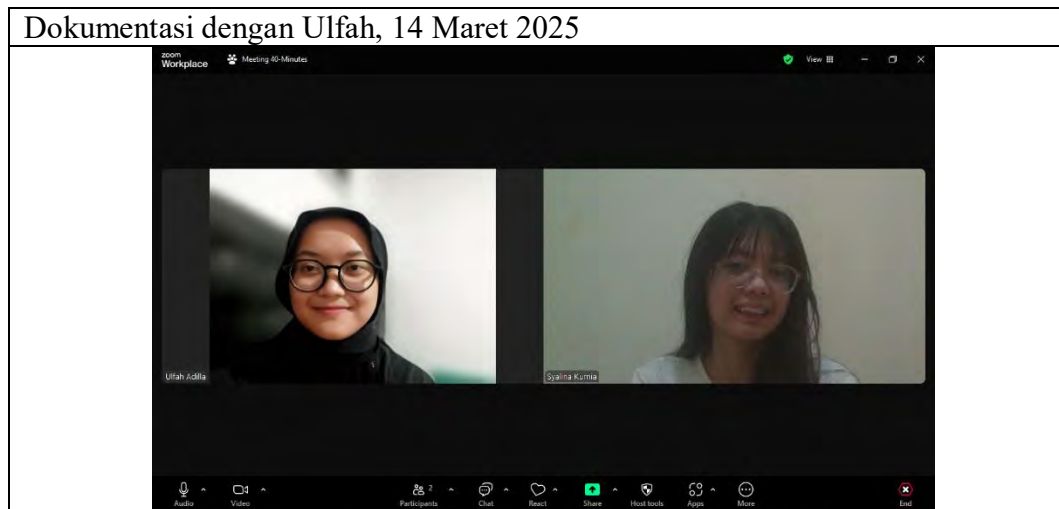 Dokumentasi dengan Ulfah, 14 Maret 2025
zoom
Workplace
Meeting 40-Minutes
View
Ulfah Adilla
Syalina Kurnia
Audio
Video
Participants
2
Chat
React
Share
Host tools
Apps
More
End